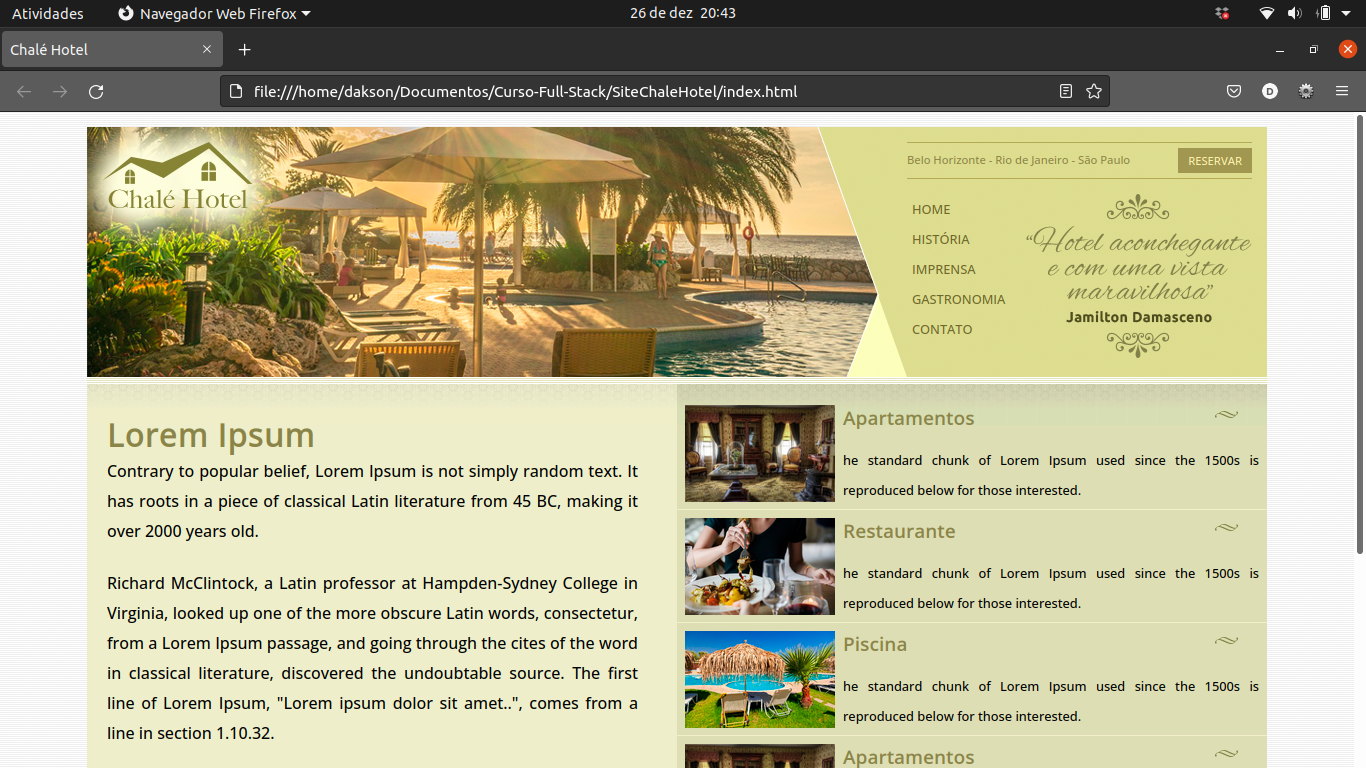 Atividades
Navegador Web Firefox
26 de dez 20:43
Chalé Hotel
file:///home/dakson/Documentos/Curso-Full-Stack/SiteChaleHotel/index.html
D
Chalé Hotel
Belo Horizonte - Rio de Janeiro - São Paulo
RESERVAR
HOME
HISTÓRIA
IMPRENSA
GASTRONOMIA
CONTATO
“Hotel aconchegante
e com uma vista
maravilhosa”
Jamilton Damasceno
Lorem Ipsum
Contrary to popular belief, Lorem Ipsum is not simply random text. It
has roots in a piece of classical Latin literature from 45 BC, making it
over 2000 years old.
Richard McClintock, a Latin professor at Hampden-Sydney College in
Virginia, looked up one of the more obscure Latin words, consectetur,
from a Lorem Ipsum passage, and going through the cites of the word
in classical literature, discovered the undoubtable source. The first
line of Lorem Ipsum, "Lorem ipsum dolor sit amet..", comes from a
line in section 1.10.32.
Apartamentos
he standard chunk of Lorem Ipsum used since the 1500s is
reproduced below for those interested.
Restaurante
he standard chunk of Lorem Ipsum used since the 1500s is
reproduced below for those interested.
Piscina
he standard chunk of Lorem Ipsum used since the 1500s is
reproduced below for those interested.
Apartamentos